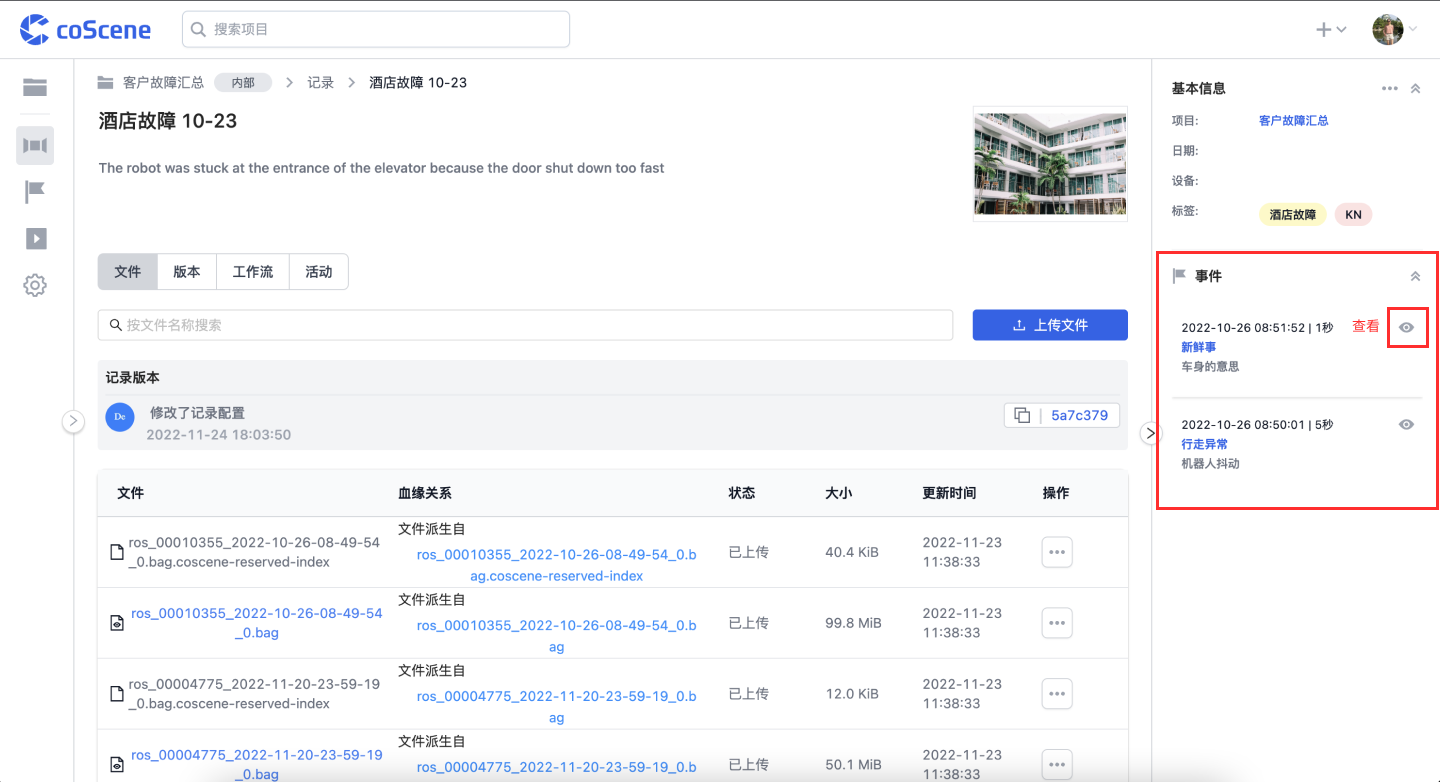 coScene
搜索项目
客户故障汇总 内部 > 记录 > 酒店故障 10-23
酒店故障 10-23
The robot was stuck at the entrance of the elevator because the door shut down too fast
文件 版本 工作流 活动
按文件名称搜索 上传文件
记录版本
De 修改了记录配置
2022-11-24 18:03:50
5a7c379
文件 血缘关系 状态 大小 更新时间 操作
ros_00010355_2022-10-26-08-49-54
_0.bag.coscene-reserved-index
文件派生自
ros_00010355_2022-10-26-08-49-54_0.b
ag.coscene-reserved-index
已上传
40.4 KiB
2022-11-23
11:38:33
ros_00010355_2022-10-26-08-49-54
_0.bag
文件派生自
ros_00010355_2022-10-26-08-49-54_0.b
ag
已上传
99.8 MiB
2022-11-23
11:38:33
ros_00004775_2022-11-20-23-59-19
_0.bag.coscene-reserved-index
文件派生自
ros_00004775_2022-11-20-23-59-19_0.b
ag
已上传
12.0 KiB
2022-11-23
11:38:33
ros_00004775_2022-11-20-23-59-19
_0.bag
文件派生自
ros_00004775_2022-11-20-23-59-19_0.b
已上传
50.1 MiB
2022-11-23
11:38:33
基本信息
项目: 客户故障汇总
日期:
设备:
标签: 酒店故障 KN
事件
2022-10-26 08:51:52 | 1秒 查看
新鲜事
车身的意思
2022-10-26 08:50:01 | 5秒
行走异常
机器人抖动